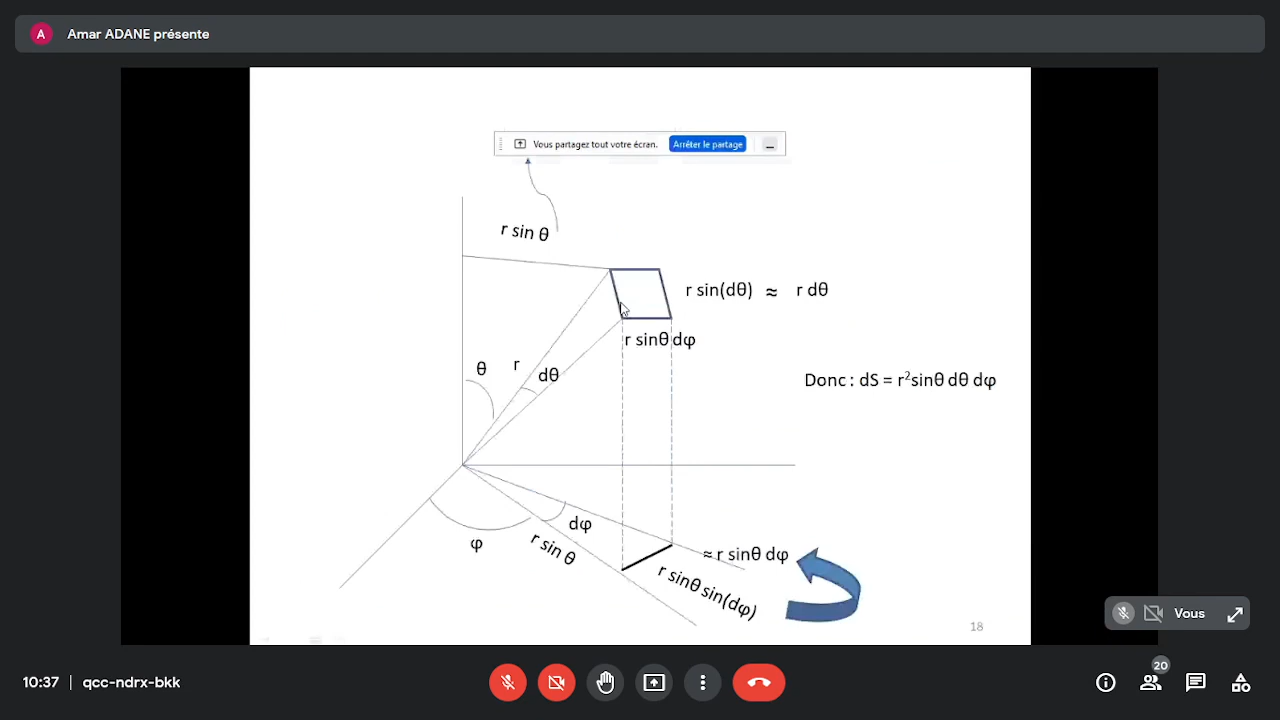 A
Amar ADANE présente
Vous partagez tout votre écran.
Arrêter le partage
r sin θ
r sin(dθ) ≈ r dθ
r sinθ dφ
θ
r
dθ
Donc : dS = r²sinθ dθ dφ
dφ
φ
r sin θ
≈ r sinθ dφ
r sinθ sin(dφ)
Vous
18
10:37 | qcc-ndrx-bkk
20